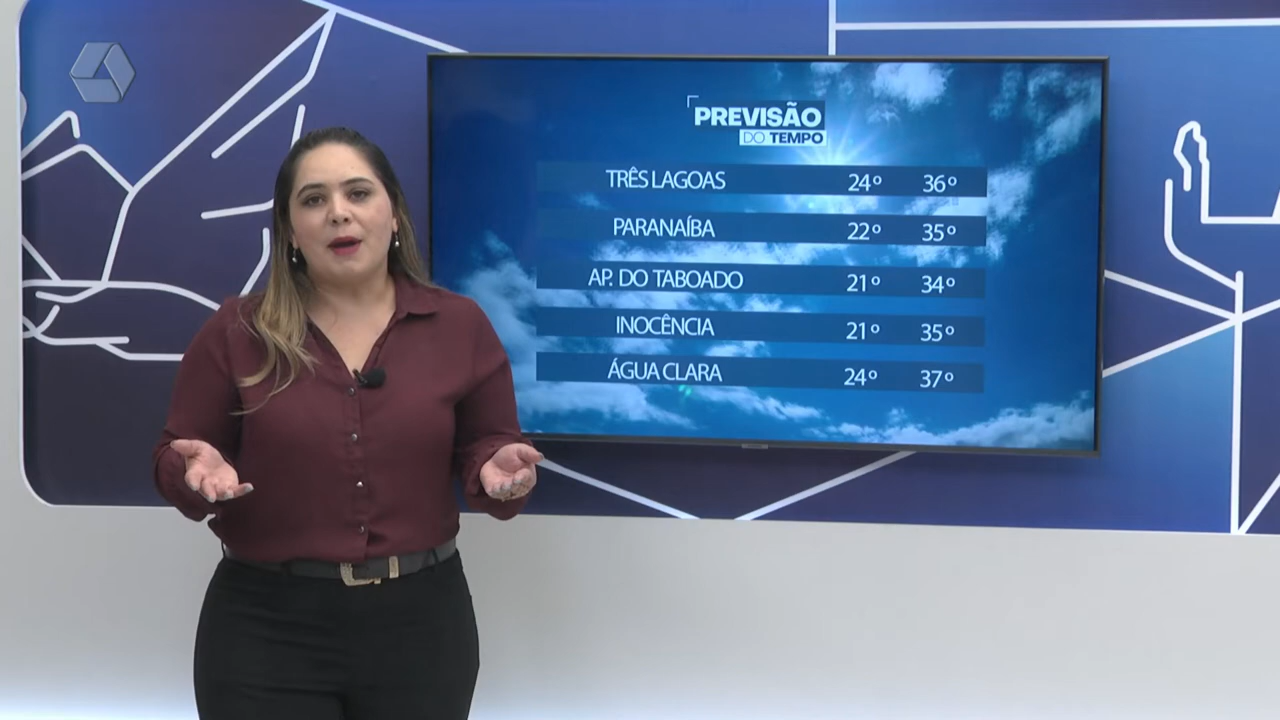 PREVISÃO
DO TEMPO
TRÊS LAGOAS 24º 36º
PARANAÍBA 22º 35º
AP. DO TABOADO 21º 34º
INOCÊNCIA 21º 35º
ÁGUA CLARA 24º 37º